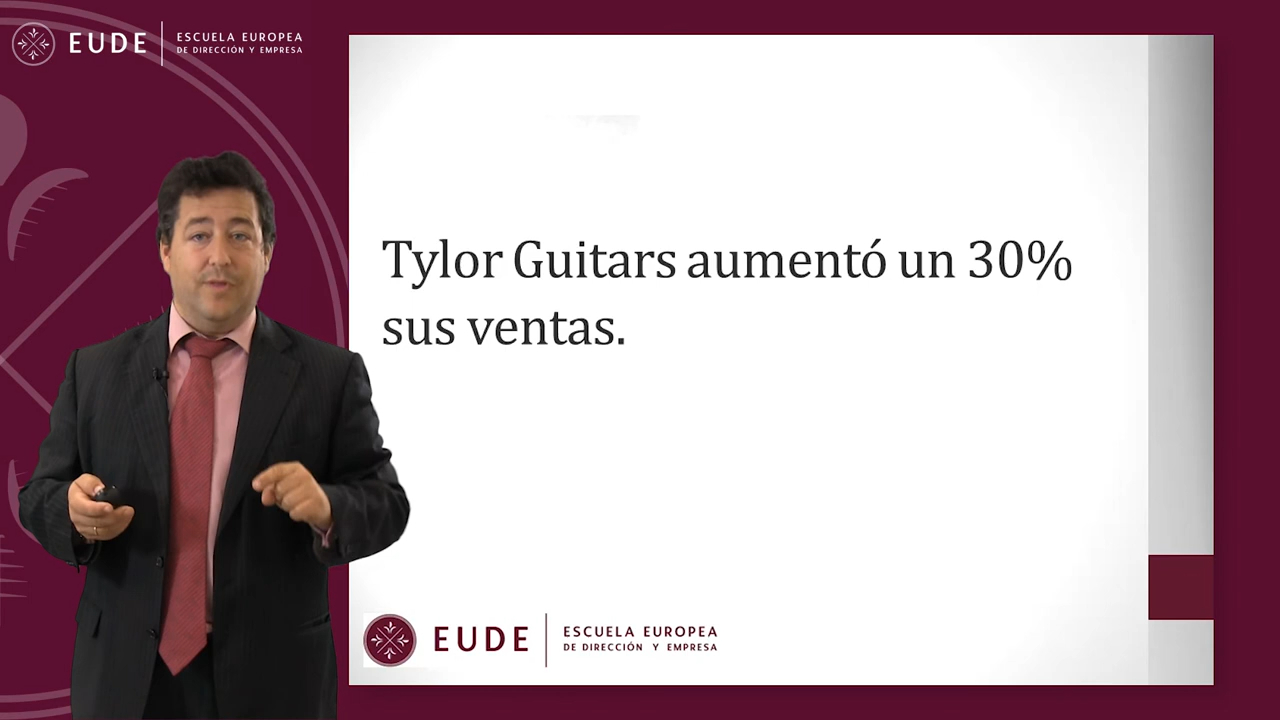 EUDE
ESCUELA EUROPEA
DE DIRECCIÓN Y EMPRESA
Tylor Guitars aumentó un 30%
sus ventas.
EUDE
ESCUELA EUROPEA
DE DIRECCIÓN Y EMPRESA